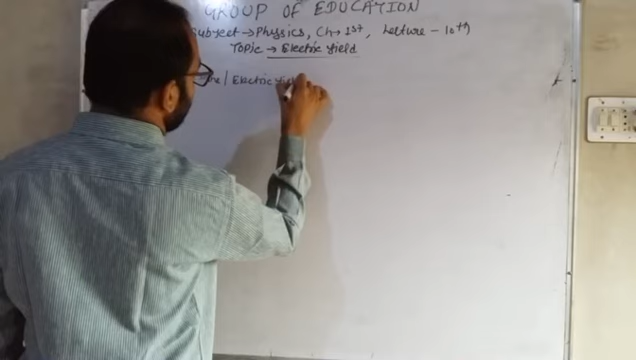 GROUP OF EDUCATION
Subject → Physics, Ch → 1st, Lecture - 10th
Topic → Electric field
/ Electric